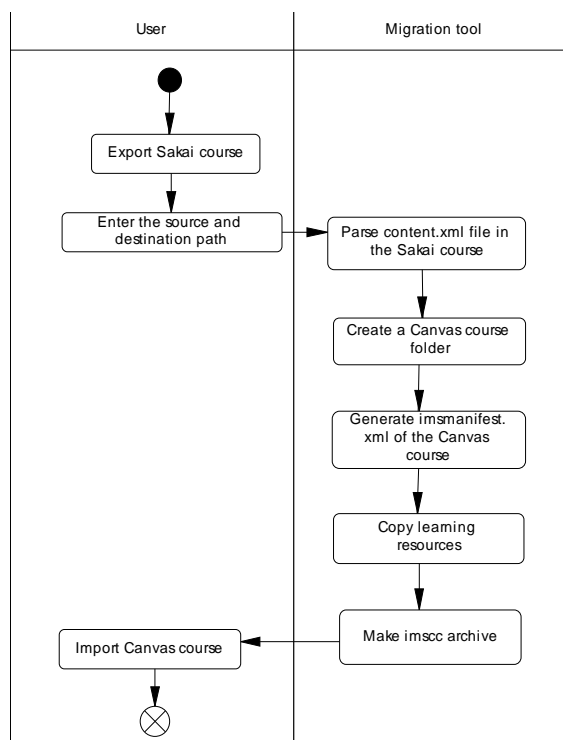 User
Migration tool
Export Sakai course
Enter the source and
destination path
Parse content.xml file in
the Sakai course
Create a Canvas course
folder
Generate imsmanifest.
xml of the Canvas
course
Copy learning
resources
Make imscc archive
Import Canvas course